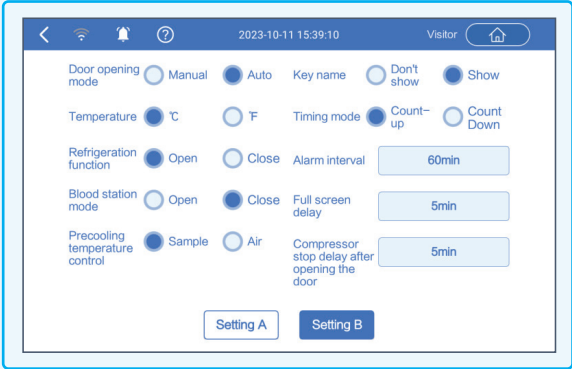 2023-10-11 15:39:10
Visitor
Door opening
mode
Manual
Auto
Key name
Don't
show
Show
Temperature
℃
℉
Timing mode
Count-
up
Count
Down
Refrigeration
function
Open
Close
Alarm interval
60min
Blood station
mode
Open
Close
Full screen
delay
5min
Precooling
temperature
control
Sample
Air
Compressor
stop delay after
opening the
door
5min
Setting A
Setting B